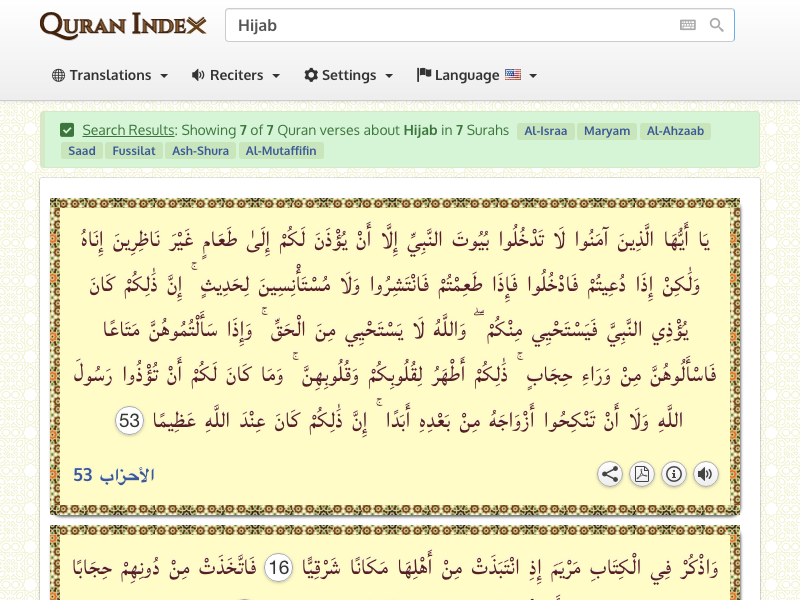 QURAN INDEX
Hijab
Translations
Reciters
Settings
Language
Search Results: Showing 7 of 7 Quran verses about Hijab in 7 Surahs Al-Israa Maryam Al-Ahzaab
Saad Fussilat Ash-Shura Al-Mutaffifin
يَا أَيُّهَا الَّذِينَ آمَنُوا لَا تَدْخُلُوا بُيُوتَ النَّبِيِّ إِلَّا أَنْ يُؤْذَنَ لَكُمْ إِلَىٰ طَعَامٍ غَيْرَ نَاظِرِينَ إِنَاهُ
وَلَٰكِنْ إِذَا دُعِيتُمْ فَادْخُلُوا فَإِذَا طَعِمْتُمْ فَانْتَشِرُوا وَلَا مُسْتَأْنِسِينَ لِحَدِيثٍ ۚ إِنَّ ذَٰلِكُمْ كَانَ
يُؤْذِي النَّبِيَّ فَيَسْتَحْيِي مِنْكُمْ ۖ وَاللَّهُ لَا يَسْتَحْيِي مِنَ الْحَقِّ ۚ وَإِذَا سَأَلْتُمُوهُنَّ مَتَاعًا
فَاسْأَلُوهُنَّ مِنْ وَرَاءِ حِجَابٍ ۚ ذَٰلِكُمْ أَطْهَرُ لِقُلُوبِكُمْ وَقُلُوبِهِنَّ ۚ وَمَا كَانَ لَكُمْ أَنْ تُؤْذُوا رَسُولَ
اللَّهِ وَلَا أَنْ تَنْكِحُوا أَزْوَاجَهُ مِنْ بَعْدِهِ أَبَدًا ۚ إِنَّ ذَٰلِكُمْ كَانَ عِنْدَ اللَّهِ عَظِيمًا 53
الأحزاب 53
وَاذْكُرْ فِي الْكِتَابِ مَرْيَمَ إِذِ انْتَبَذَتْ مِنْ أَهْلِهَا مَكَانًا شَرْقِيًّا 16 فَاتَّخَذَتْ مِنْ دُونِهِمْ حِجَابًا